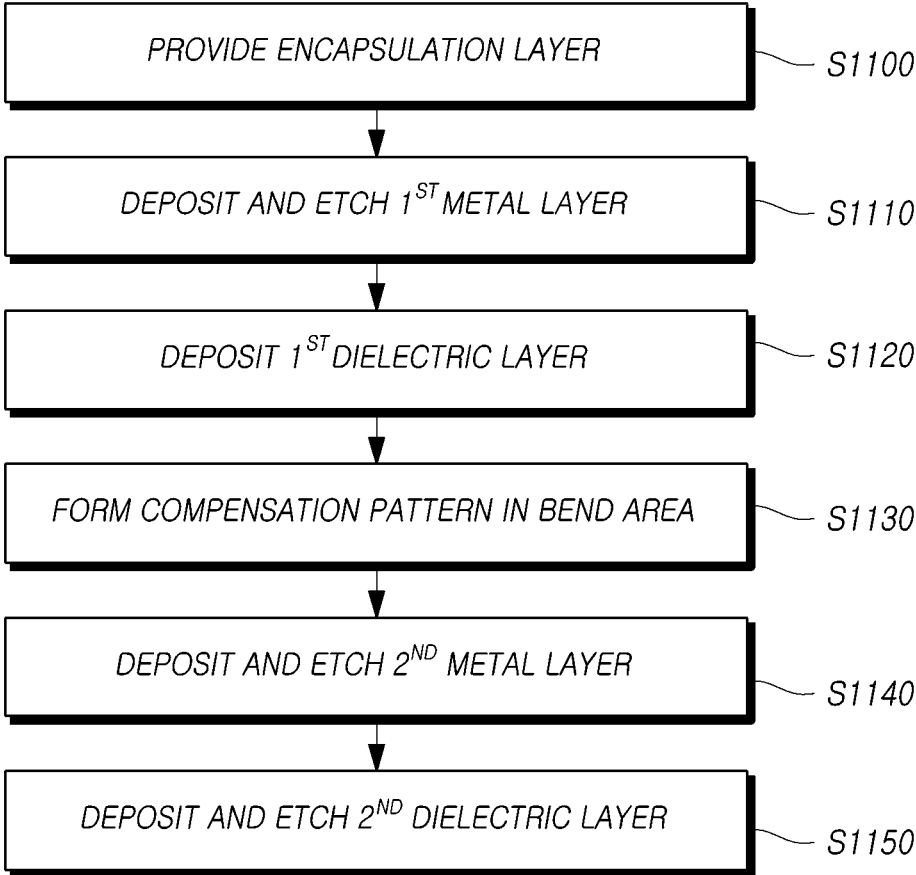 PROVIDE ENCAPSULATION LAYER
S1100
DEPOSIT AND ETCH 1ST METAL LAYER
S1110
DEPOSIT 1ST DIELECTRIC LAYER
S1120
FORM COMPENSATION PATTERN IN BEND AREA
S1130
DEPOSIT AND ETCH 2ND METAL LAYER
S1140
DEPOSIT AND ETCH 2ND DIELECTRIC LAYER
S1150